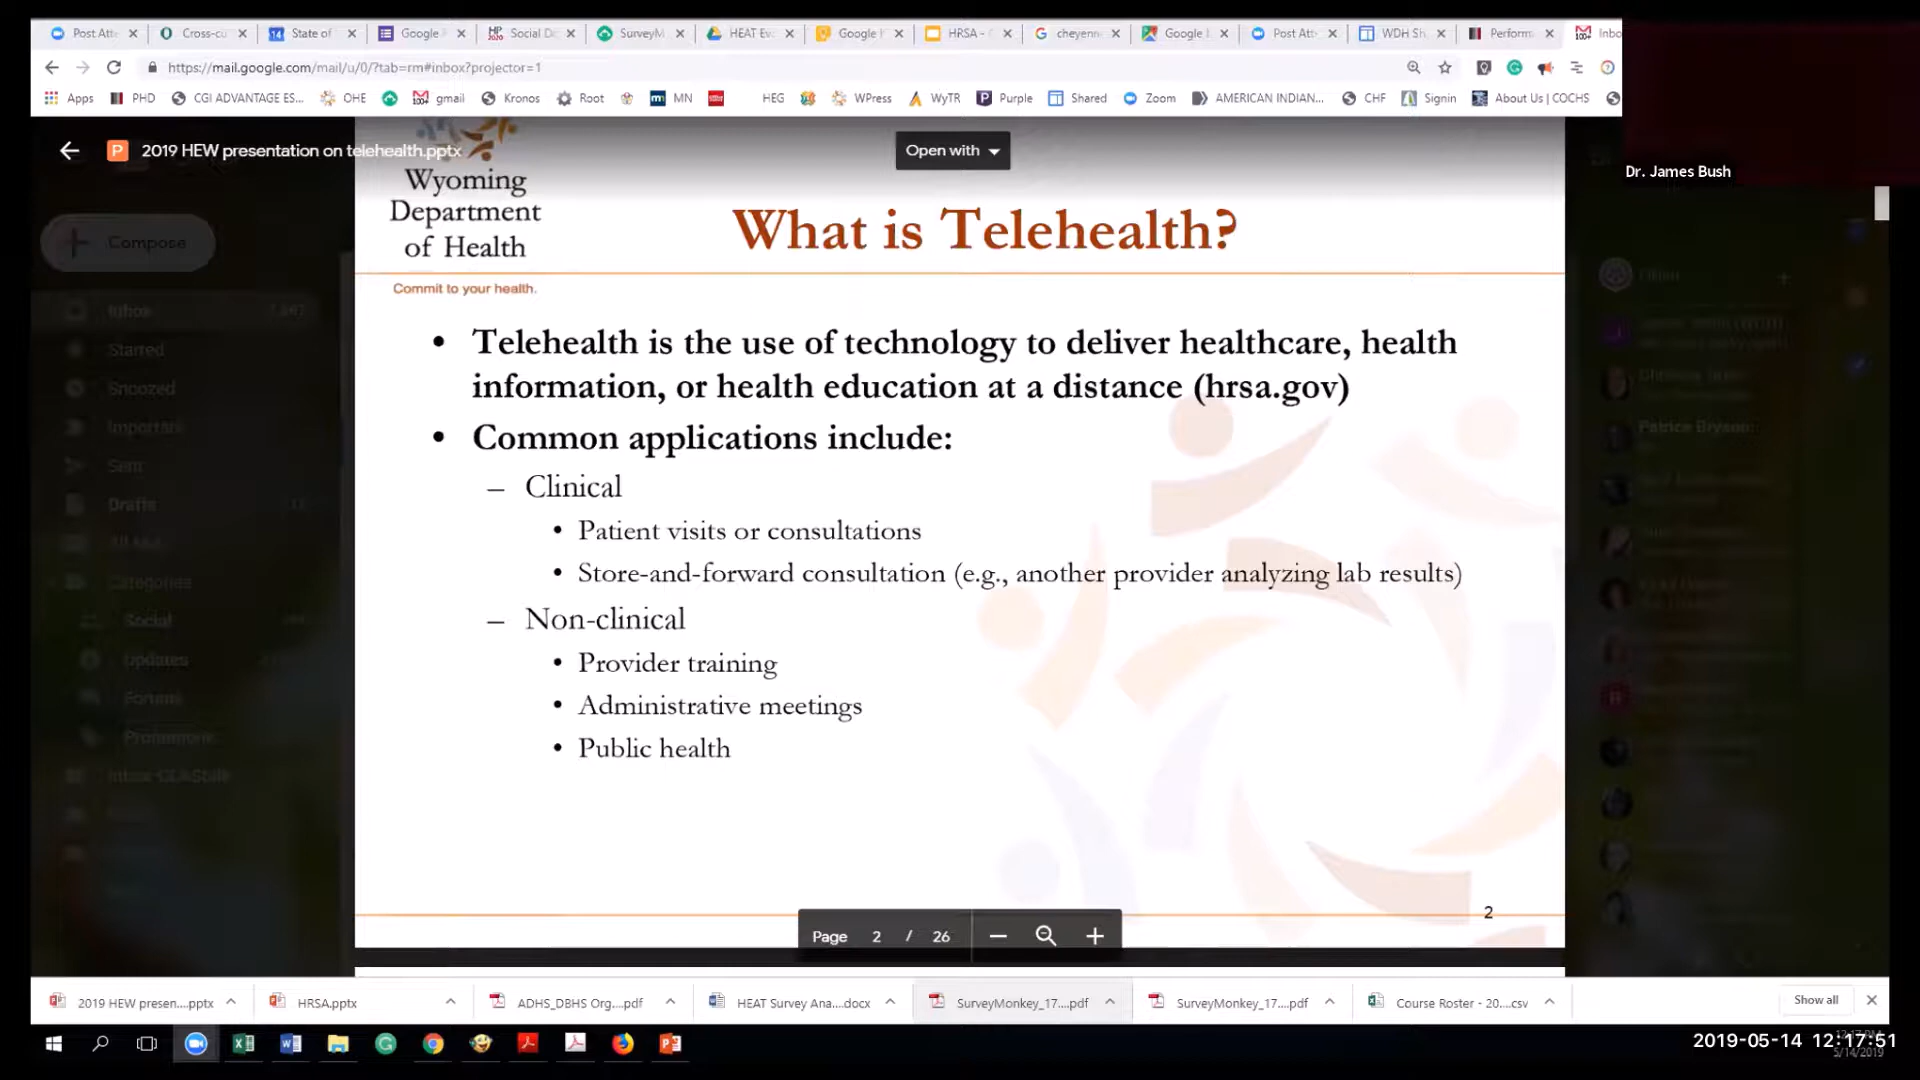 Post Att
Cross-cu
State of
Google
Social D
SurveyM
HEAT Ev
Google
HRSA -
cheyenn
Google
Post Att
WDH Sh
Perform
Inbo
https://mail.google.com/mail/u/0/?tab=rm#inbox?projector=1
Apps PHD CGI ADVANTAGE ES... OHE gmail Kronos Root MN HEG WPress WyTR Purple Shared Zoom AMERICAN INDIAN... CHF Signin About Us | COCHS
Dr. James Bush
2019 HEW presentation on telehealth.pptx
Open with
Wyoming
Department
of Health
Commit to your health.
What is Telehealth?
Compose
Inbox
Starred
Snoozed
Important
Sent
Drafts
Categories
Social
Updates
Forums
Promotions
• Telehealth is the use of technology to deliver healthcare, health
information, or health education at a distance (hrsa.gov)
• Common applications include:
– Clinical
• Patient visits or consultations
• Store-and-forward consultation (e.g., another provider analyzing lab results)
– Non-clinical
• Provider training
• Administrative meetings
• Public health
2
Page 2 / 26
2019 HEW presen....pptx
HRSA.pptx
ADHS_DBHS Org....pdf
HEAT Survey Ana....docx
SurveyMonkey_17....pdf
SurveyMonkey_17....pdf
Course Roster - 20....csv
Show all
2019-05-14 12:17:51
5/14/2019